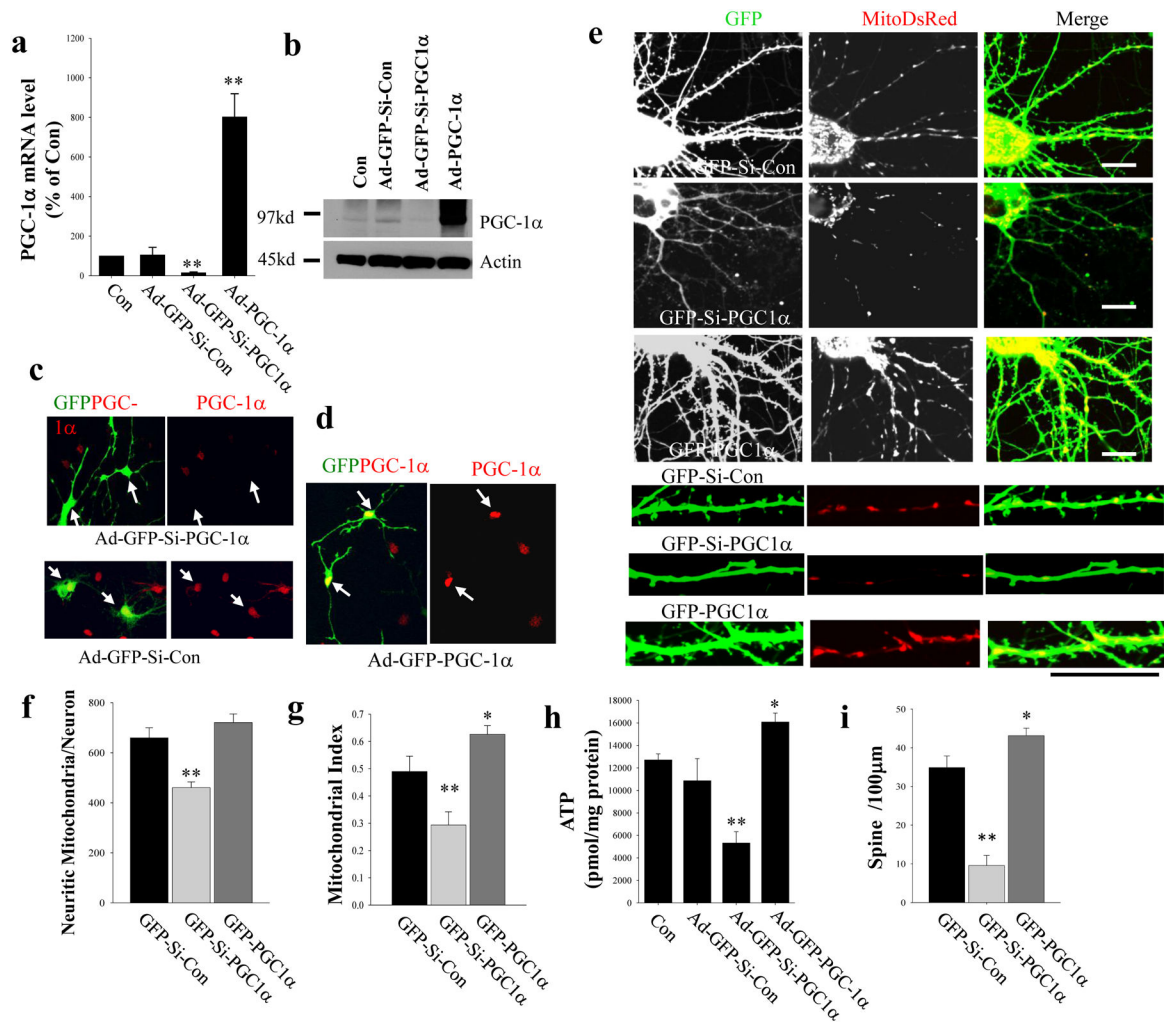 a
PGC-1α mRNA level
(% of Con)
1200
1000
800
600
400
200
0
**
**
Con
Ad-GFP-Si-Con
Ad-GFP-Si-PGC1α
Ad-PGC-1α
b
Con
Ad-GFP-Si-Con
Ad-GFP-Si-PGC1α
Ad-PGC-1α
97kd
PGC-1α
45kd
Actin
c
GFPPGC-
1α
PGC-1α
Ad-GFP-Si-PGC-1α
Ad-GFP-Si-Con
d
GFPPGC-1α
PGC-1α
Ad-GFP-PGC-1α
e
GFP
MitoDsRed
Merge
GFP-Si-Con
GFP-Si-PGC1α
GFP-PGC1α
GFP-Si-Con
GFP-Si-PGC1α
GFP-PGC1α
f
Neuritic Mitochondria/Neuron
800
600
400
200
0
**
GFP-Si-Con
GFP-Si-PGC1α
GFP-PGC1α
g
Mitochondrial Index
0.7
0.6
0.5
0.4
0.3
0.2
0.1
0.0
**
*
GFP-Si-Con
GFP-Si-PGC1α
GFP-PGC1α
h
ATP
(pmol/mg protein)
18000
16000
14000
12000
10000
8000
6000
4000
2000
0
**
*
Con
Ad-GFP-Si-Con
Ad-GFP-Si-PGC1α
Ad-GFP-PGC-1α
i
Spine /100µm
50
40
30
20
10
0
**
*
GFP-Si-Con
GFP-Si-PGC1α
GFP-PGC1α